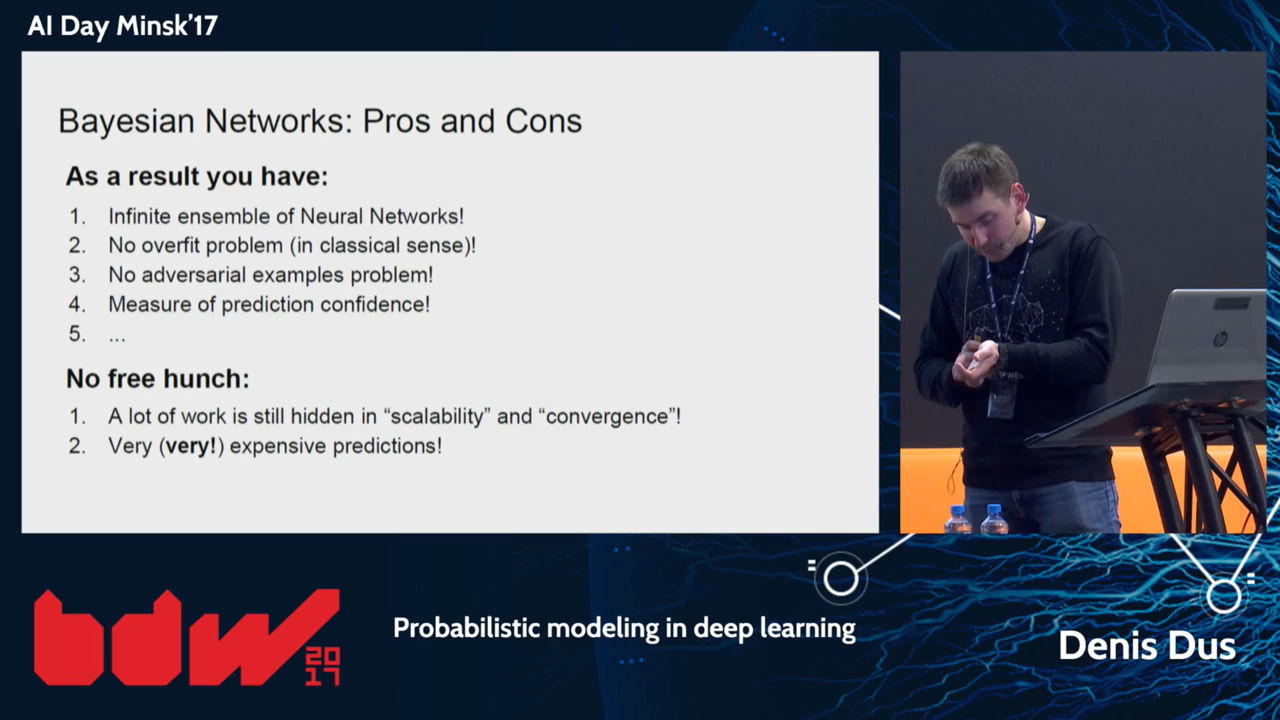 AI Day Minsk'17
Bayesian Networks: Pros and Cons
As a result you have:
1. Infinite ensemble of Neural Networks!
2. No overfit problem (in classical sense)!
3. No adversarial examples problem!
4. Measure of prediction confidence!
5. ...
No free hunch:
1. A lot of work is still hidden in “scalability” and “convergence”!
2. Very (very!) expensive predictions!
hp
bdw
2017
Probabilistic modeling in deep learning
Denis Dus